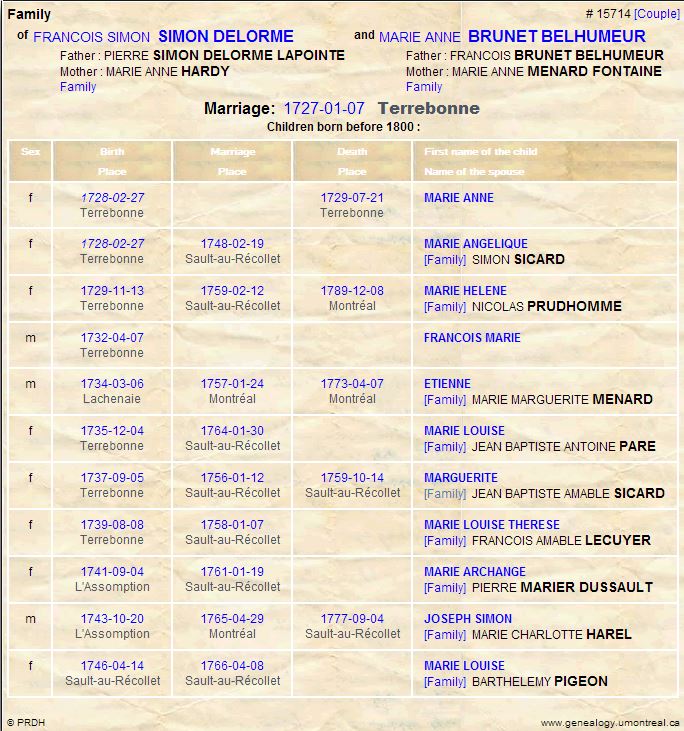 Family # 15714 [Couple]
of FRANCOIS SIMON SIMON DELORME and MARIE ANNE BRUNET BELHUMEUR
Father : PIERRE SIMON DELORME LAPOINTE Father : FRANCOIS BRUNET BELHUMEUR
Mother : MARIE ANNE HARDY Mother : MARIE ANNE MENARD FONTAINE
Family Family
Marriage: 1727-01-07 Terrebonne
Children born before 1800 :
Sex Birth Marriage Death First name of the child
Place Place Place Name of the spouse
f 1728-02-27 1729-07-21 MARIE ANNE
Terrebonne Terrebonne
f 1728-02-27 1748-02-19 MARIE ANGELIQUE
Terrebonne Sault-au-Récollet [Family] SIMON SICARD
f 1729-11-13 1759-02-12 1789-12-08 MARIE HELENE
Terrebonne Sault-au-Récollet Montréal [Family] NICOLAS PRUDHOMME
m 1732-04-07 FRANCOIS MARIE
Terrebonne
m 1734-03-06 1757-01-24 1773-04-07 ETIENNE
Lachenaie Montréal Montréal [Family] MARIE MARGUERITE MENARD
f 1735-12-04 1764-01-30 MARIE LOUISE
Terrebonne Sault-au-Récollet [Family] JEAN BAPTISTE ANTOINE PARE
f 1737-09-05 1756-01-12 1759-10-14 MARGUERITE
Terrebonne Sault-au-Récollet Sault-au-Récollet [Family] JEAN BAPTISTE AMABLE SICARD
f 1739-08-08 1758-01-07 MARIE LOUISE THERESE
Terrebonne Sault-au-Récollet [Family] FRANCOIS AMABLE LECUYER
f 1741-09-04 1761-01-19 MARIE ARCHANGE
L'Assomption Sault-au-Récollet [Family] PIERRE MARIER DUSSAULT
m 1743-10-20 1765-04-29 1777-09-04 JOSEPH SIMON
L'Assomption Montréal Sault-au-Récollet [Family] MARIE CHARLOTTE HAREL
f 1746-04-14 1766-04-08 MARIE LOUISE
Sault-au-Récollet Sault-au-Récollet [Family] BARTHELEMY PIGEON
© PRDH www.genealogy.umontreal.ca